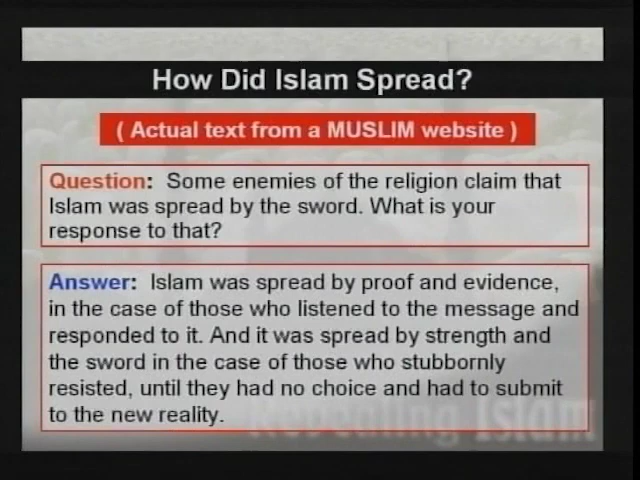 How Did Islam Spread?
( Actual text from a MUSLIM website )
Question: Some enemies of the religion claim that
Islam was spread by the sword. What is your
response to that?
Answer: Islam was spread by proof and evidence,
in the case of those who listened to the message and
responded to it. And it was spread by strength and
the sword in the case of those who stubbornly
resisted, until they had no choice and had to submit
to the new reality.
Revealing Islam